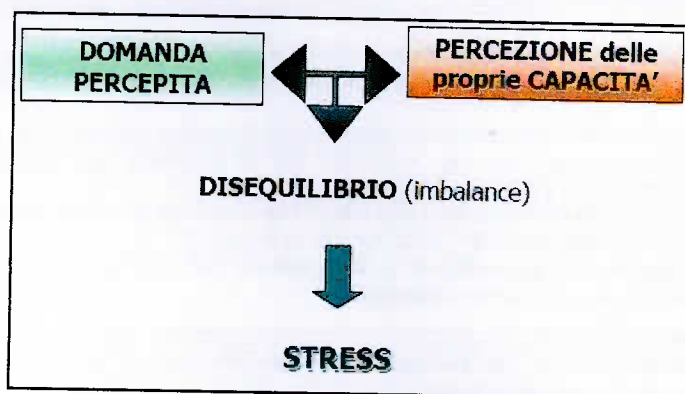 DOMANDA
PERCEPITA
PERCEZIONE delle
proprie CAPACITA'
DISEQUILIBRIO (imbalance)
STRESS